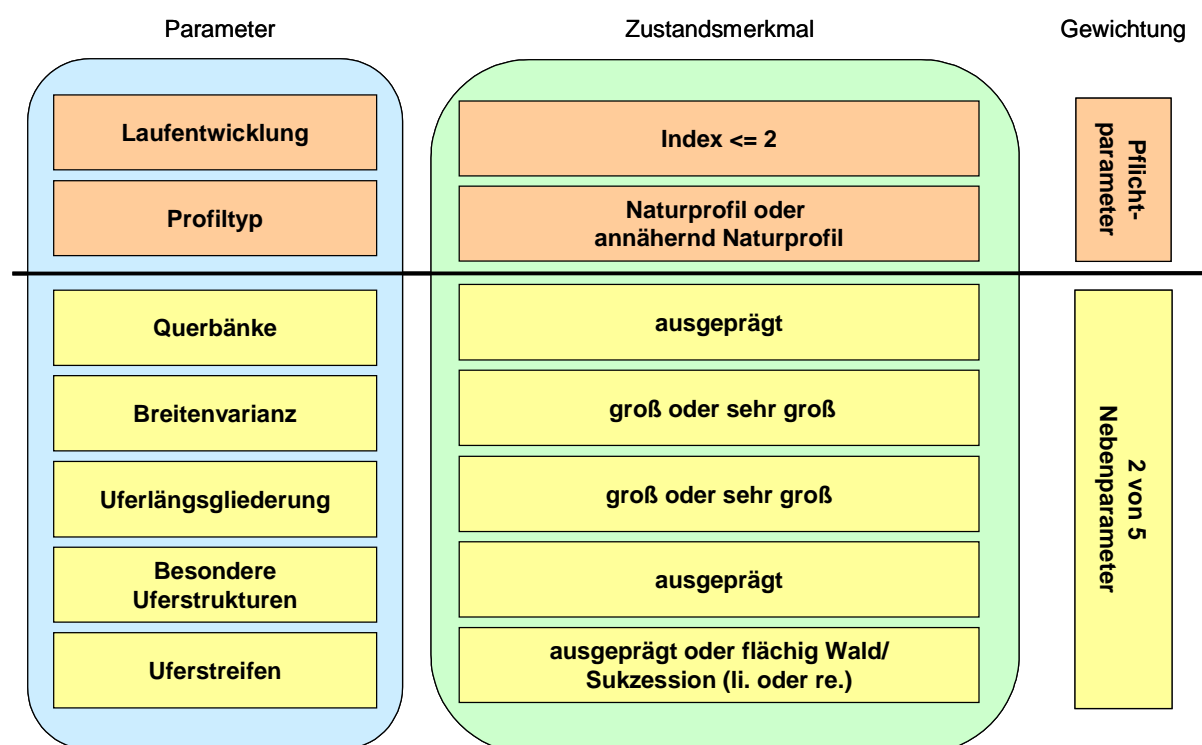 Parameter
Zustandsmerkmal
Gewichtung
Laufentwicklung
Index <= 2
Pflicht-
parameter
Profiltyp
Naturprofil oder
annähernd Naturprofil
Querbänke
ausgeprägt
2 von 5
Nebenparameter
Breitenvarianz
groß oder sehr groß
Uferlängsgliederung
groß oder sehr groß
Besondere
Uferstrukturen
ausgeprägt
Uferstreifen
ausgeprägt oder flächig Wald/
Sukzession (li. oder re.)